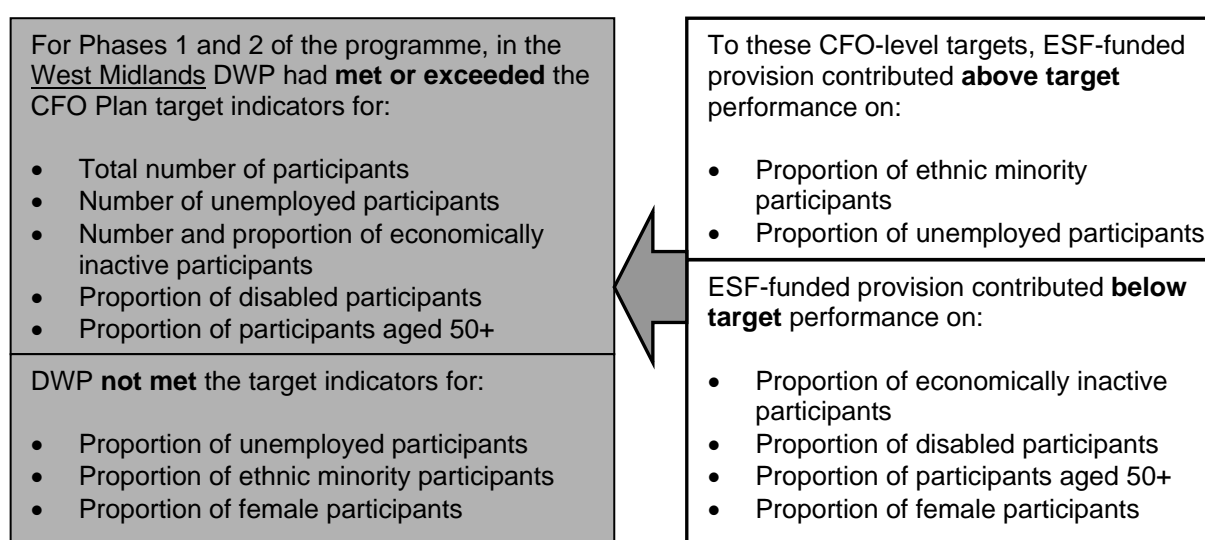 For Phases 1 and 2 of the programme, in the
West Midlands DWP had met or exceeded the
CFO Plan target indicators for:
• Total number of participants
• Number of unemployed participants
• Number and proportion of economically
inactive participants
• Proportion of disabled participants
• Proportion of participants aged 50+
DWP not met the target indicators for:
• Proportion of unemployed participants
• Proportion of ethnic minority participants
• Proportion of female participants
To these CFO-level targets, ESF-funded
provision contributed above target
performance on:
• Proportion of ethnic minority
participants
• Proportion of unemployed participants
ESF-funded provision contributed below
target performance on:
• Proportion of economically inactive
participants
• Proportion of disabled participants
• Proportion of participants aged 50+
• Proportion of female participants